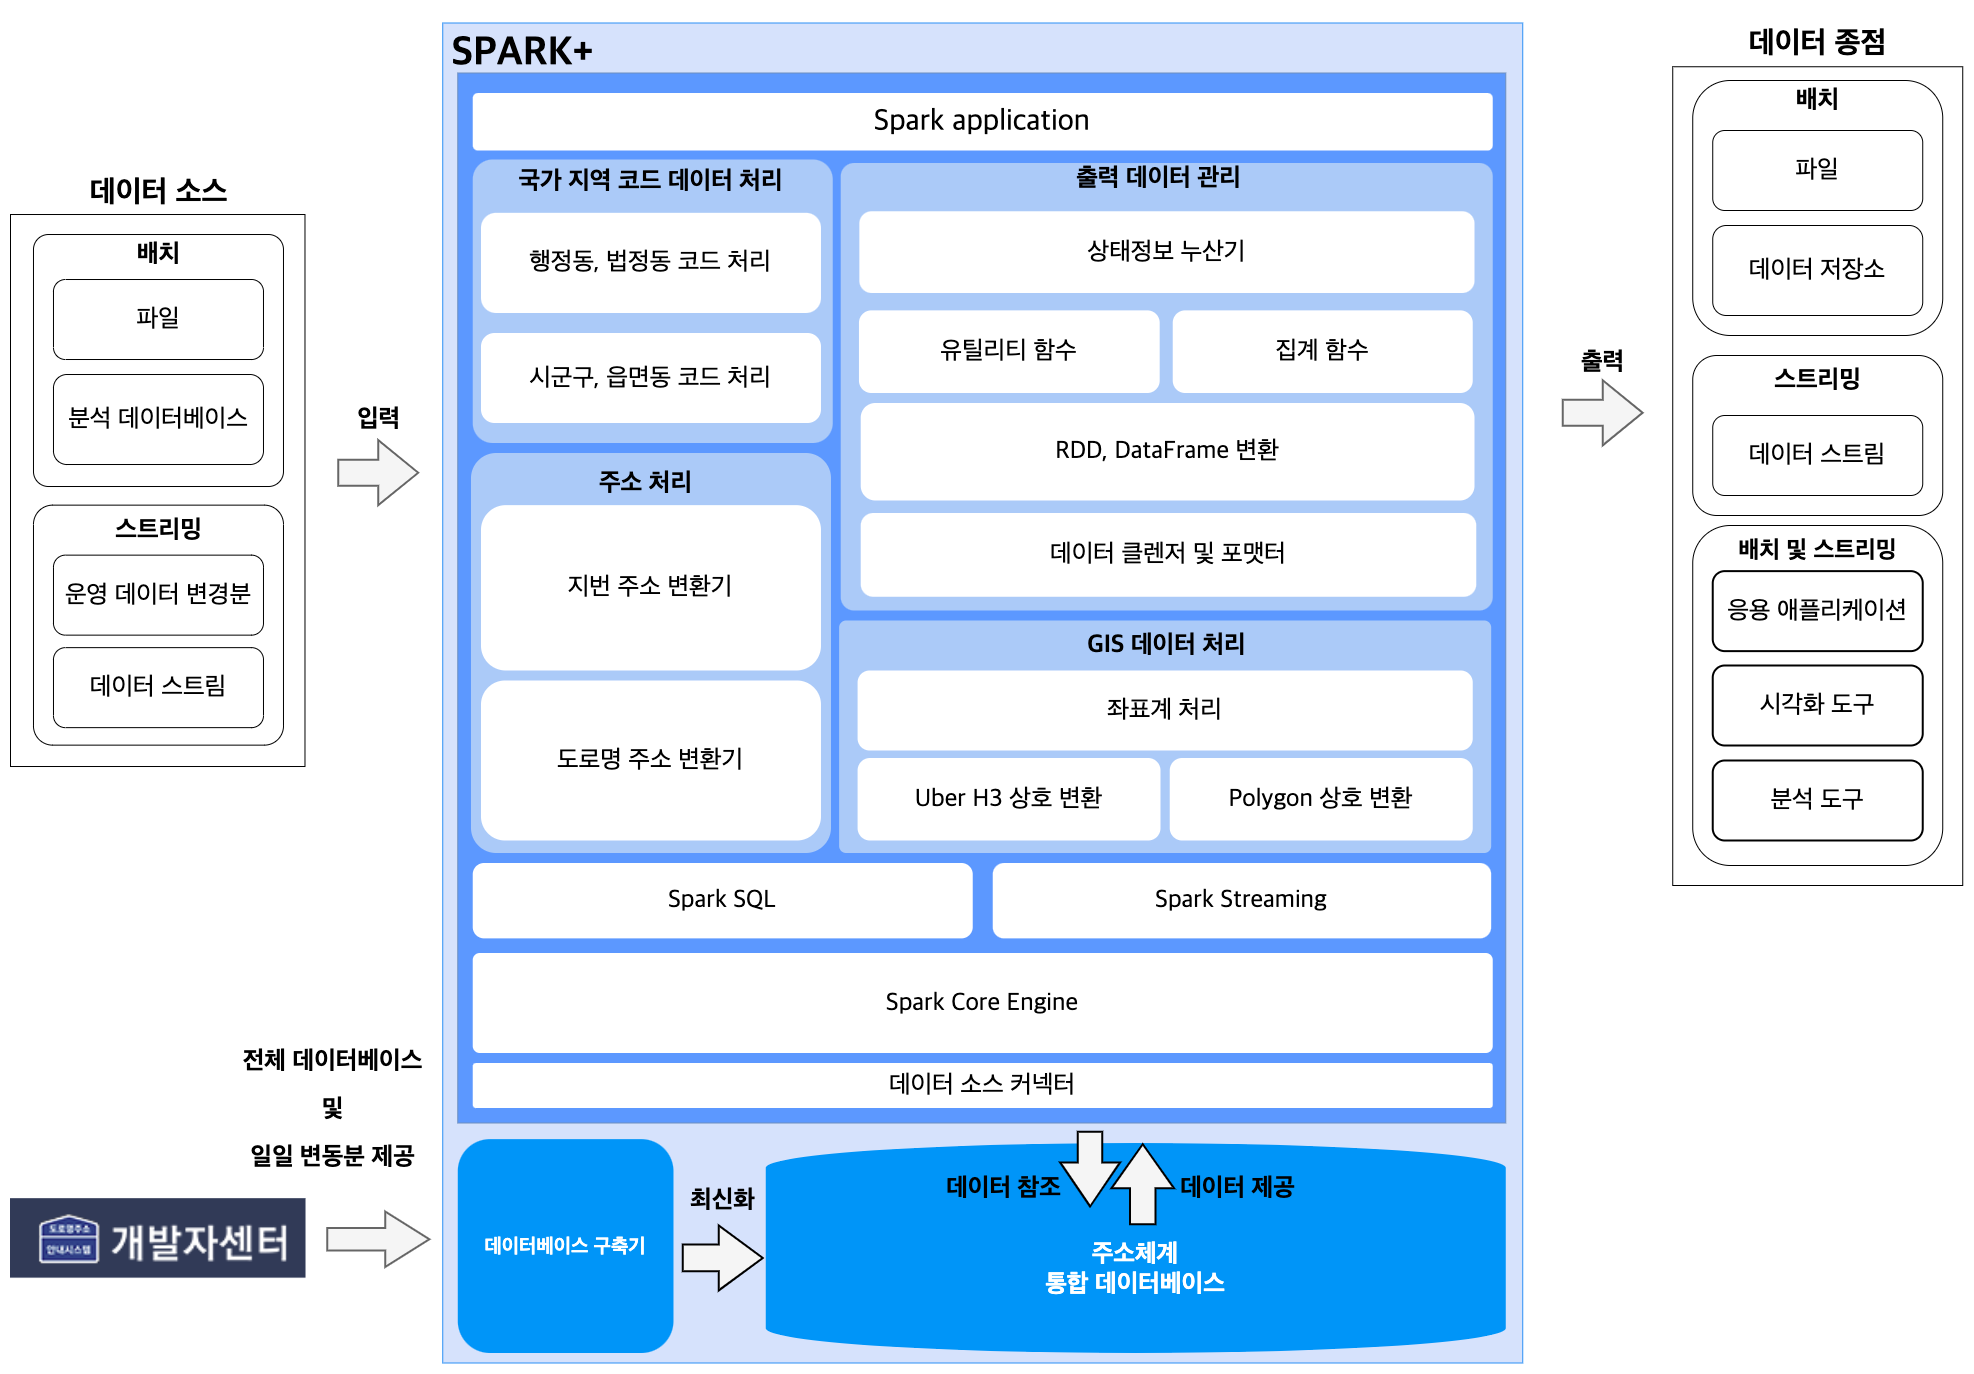 데이터 소스
배치
파일
분석 데이터베이스
스트리밍
운영 데이터 변경분
데이터 스트림
입력
전체 데이터베이스
및
일일 변동분 제공
도로명주소
안내시스템
개발자센터
SPARK+
Spark application
국가 지역 코드 데이터 처리
행정동, 법정동 코드 처리
시군구, 읍면동 코드 처리
주소 처리
지번 주소 변환기
도로명 주소 변환기
출력 데이터 관리
상태정보 누산기
유틸리티 함수
집계 함수
RDD, DataFrame 변환
데이터 클렌저 및 포맷터
GIS 데이터 처리
좌표계 처리
Uber H3 상호 변환
Polygon 상호 변환
Spark SQL
Spark Streaming
Spark Core Engine
데이터 소스 커넥터
데이터베이스 구축기
최신화
데이터 참조
데이터 제공
주소체계
통합 데이터베이스
출력
데이터 종점
배치
파일
데이터 저장소
스트리밍
데이터 스트림
배치 및 스트리밍
응용 애플리케이션
시각화 도구
분석 도구